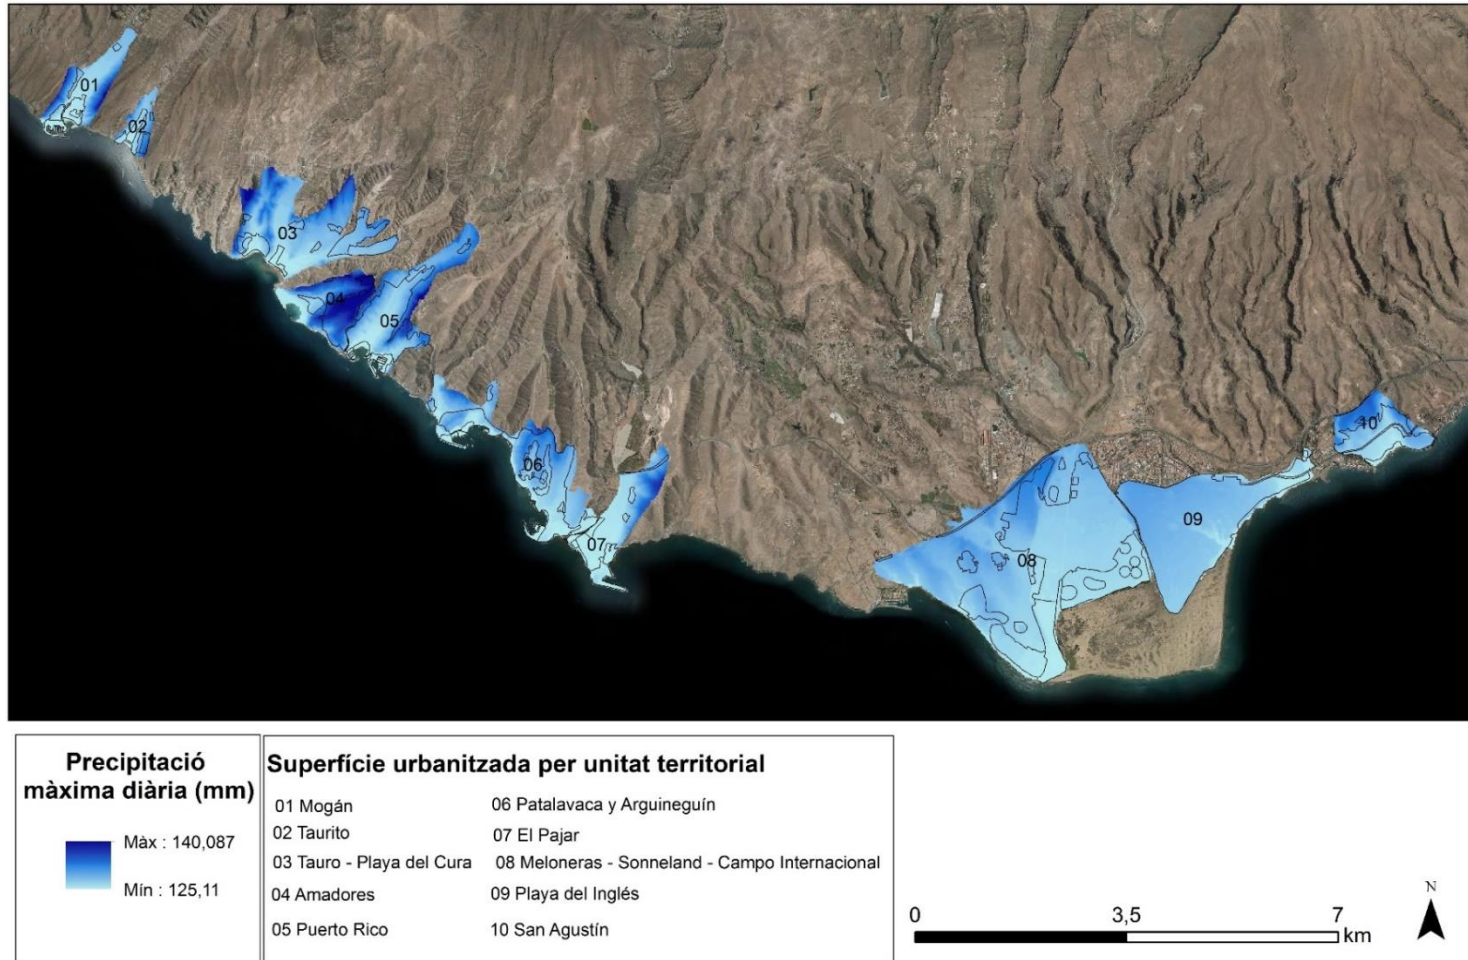 01
02
03
04
05
06
07
08
09
10
Precipitació
màxima diària (mm)
Màx : 140,087
Mín : 125,11
Superfície urbanitzada per unitat territorial
01 Mogán
02 Taurito
03 Tauro - Playa del Cura
04 Amadores
05 Puerto Rico
06 Patalavaca y Arguineguín
07 El Pajar
08 Meloneras - Sonneland - Campo Internacional
09 Playa del Inglés
10 San Agustín
0 3,5 7
km
N